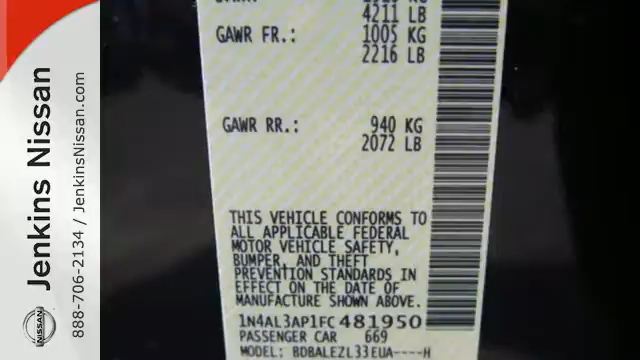 4211 LB
GAWR FR.: 1005 KG
2216 LB
GAWR RR.: 940 KG
2072 LB
THIS VEHICLE CONFORMS TO
ALL APPLICABLE FEDERAL
MOTOR VEHICLE SAFETY,
BUMPER, AND THEFT
PREVENTION STANDARDS IN
EFFECT ON THE DATE OF
MANUFACTURE SHOWN ABOVE.
1N4AL3AP1FC481950
PASSENGER CAR 669
MODEL: BDBALEZL33EUA----H
Jenkins Nissan
888-706-2134 / JenkinsNissan.com
NISSAN